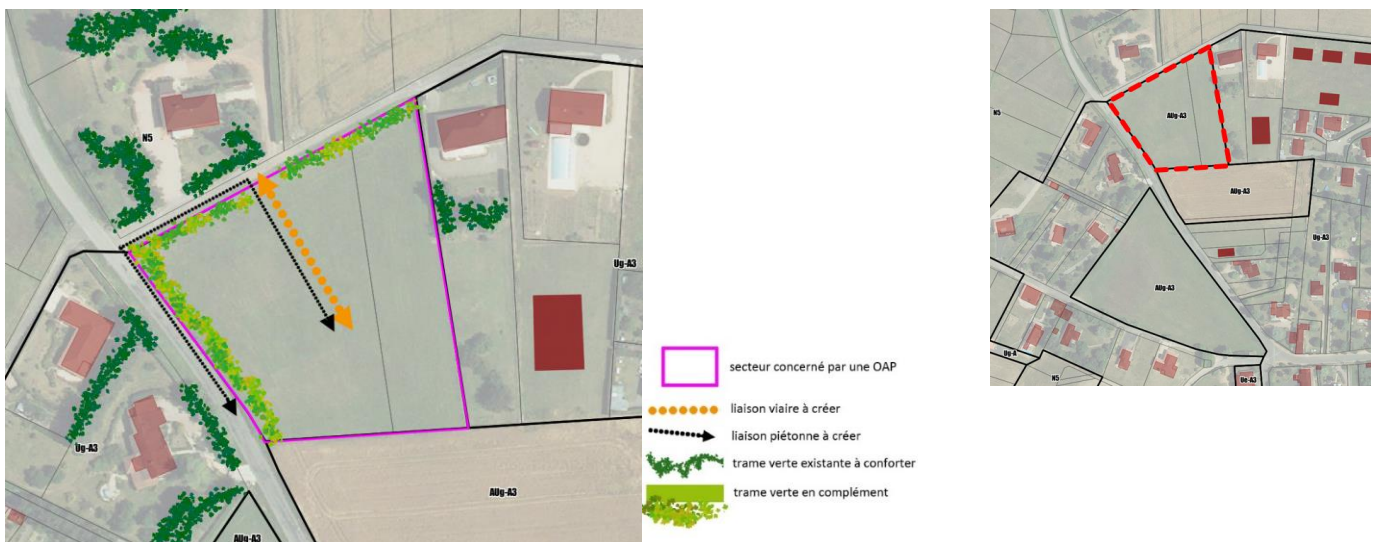 N5
Ug-A3
Ug-A3
AUg-A3
AUg-A3
secteur concerné par une OAP
liaison viaire à créer
liaison piétonne à créer
trame verte existante à conforter
trame verte en complément
N5
AUg-A3
AUg-A3
Ug-A3
AUg-A3
Ug-A
N5
Ue-A3